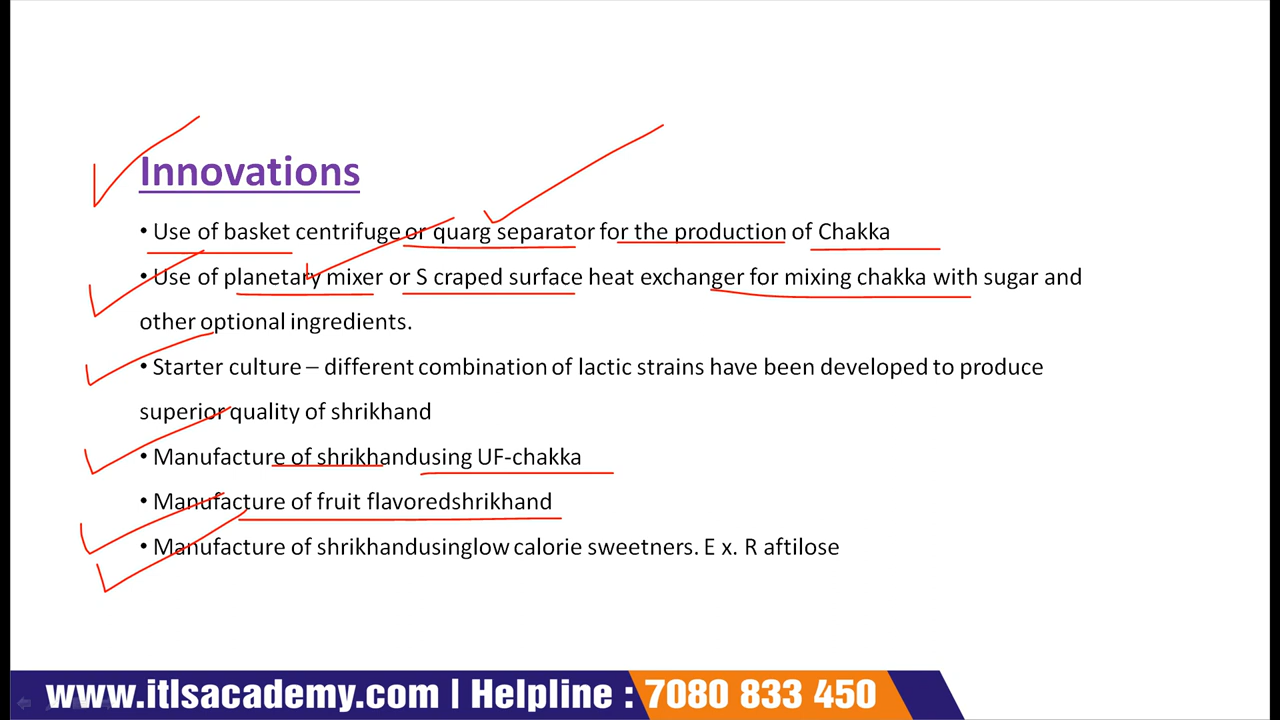 Innovations
• Use of basket centrifuge or quarg separator for the production of Chakka
• Use of planetary mixer or S craped surface heat exchanger for mixing chakka with sugar and
other optional ingredients.
• Starter culture – different combination of lactic strains have been developed to produce
superior quality of shrikhand
• Manufacture of shrikhandusing UF-chakka
• Manufacture of fruit flavoredshrikhand
• Manufacture of shrikhandusinglow calorie sweetners. E x. R aftilose
www.itlsacademy.com | Helpline : 7080 833 450